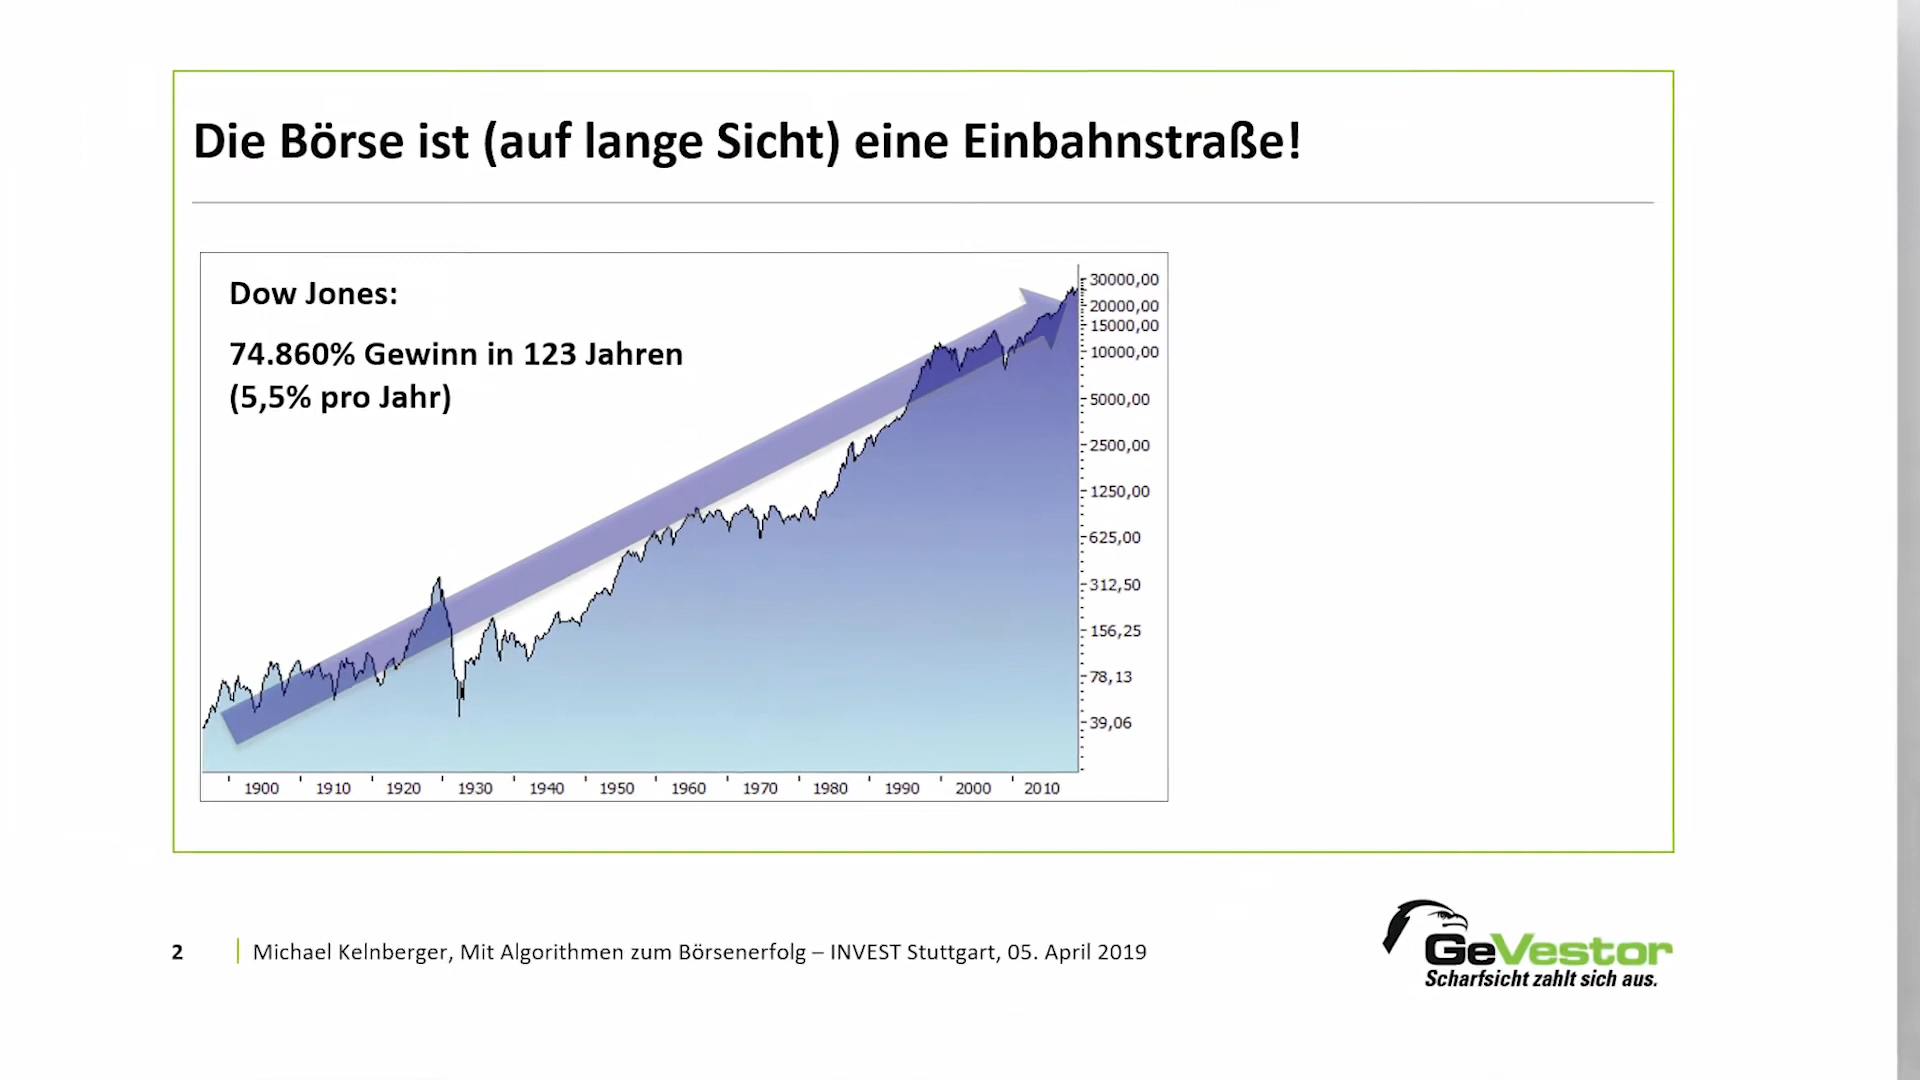 Die Börse ist (auf lange Sicht) eine Einbahnstraße!
Dow Jones:
74.860% Gewinn in 123 Jahren
(5,5% pro Jahr)
30000,00
20000,00
15000,00
10000,00
5000,00
2500,00
1250,00
625,00
312,50
156,25
78,13
39,06
1900 1910 1920 1930 1940 1950 1960 1970 1980 1990 2000 2010
2 Michael Kelnberger, Mit Algorithmen zum Börsenerfolg – INVEST Stuttgart, 05. April 2019
GeVestor
Scharfsicht zahlt sich aus.